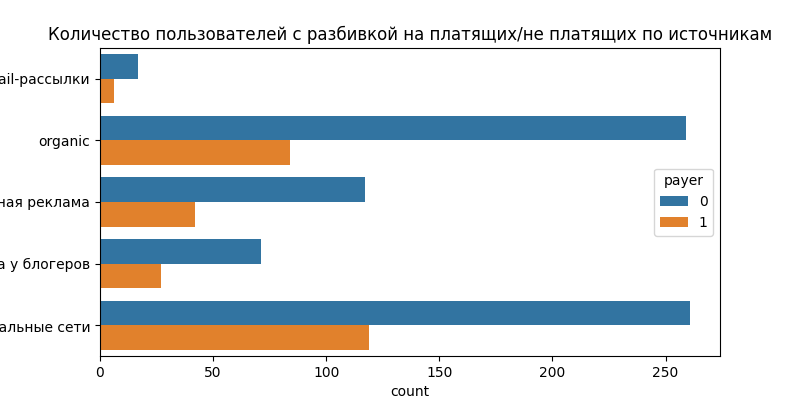 Количество пользователей с разбивкой на платящих/не платящих по источникам
ail-рассылки
organic
ная реклама
а у блогеров
альные сети
payer
0
1
0
50
100
150
200
250
count